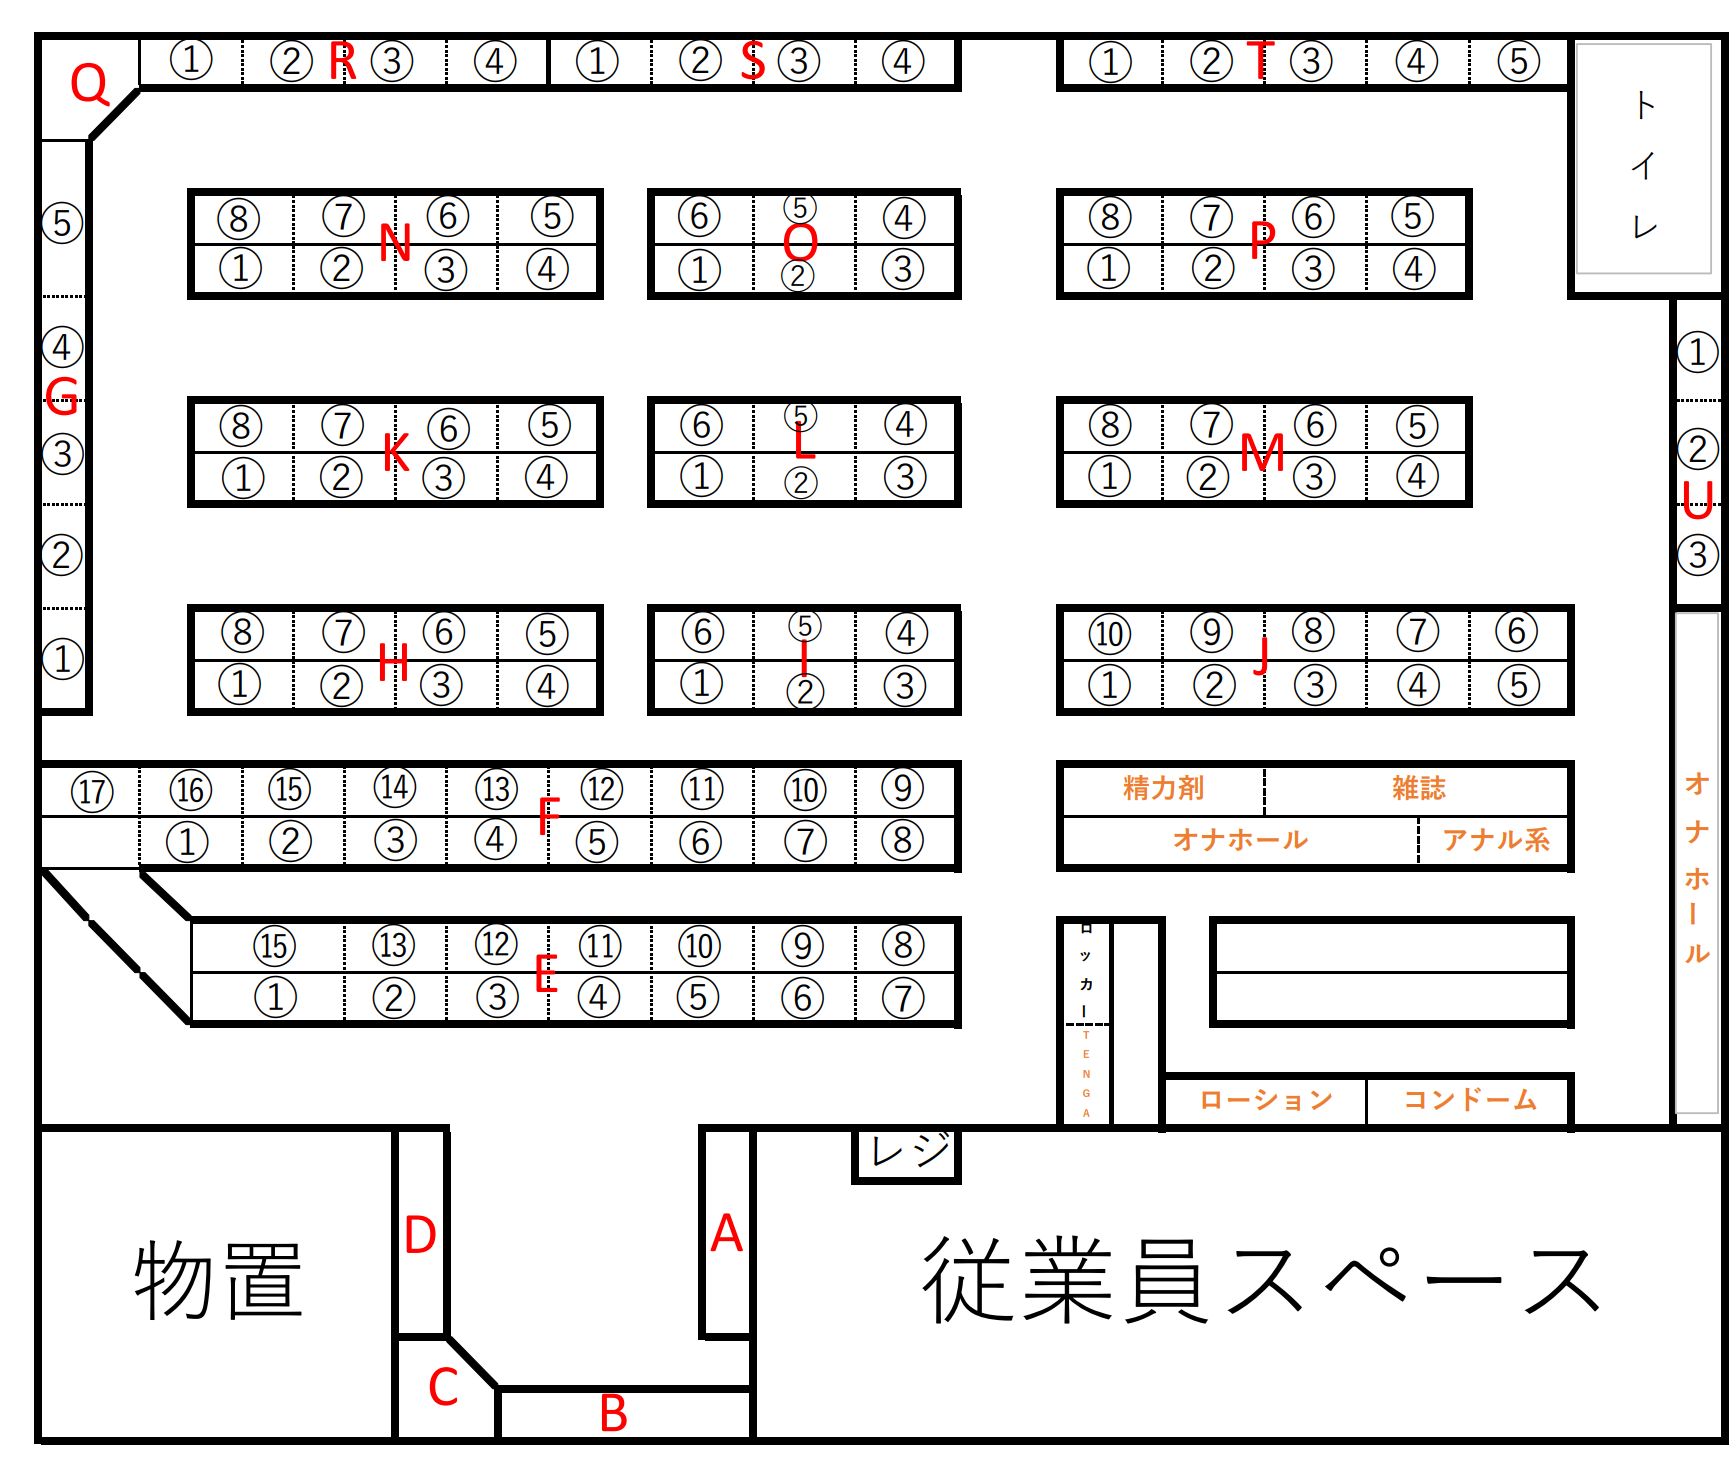 Q ① ② R ③ ④ ① ② S ③ ④ ① ② T ③ ④ ⑤
トイレ
⑧ ⑦ ⑥ ⑤
N
① ② ③ ④
⑥ ⑤ ④
O
① ② ③
⑧ ⑦ ⑥ ⑤
P
① ② ③ ④
⑤
④
G
③
②
①
⑧ ⑦ ⑥ ⑤
K
① ② ③ ④
⑥ ⑤ ④
L
① ② ③
⑧ ⑦ ⑥ ⑤
M
① ② ③ ④
①
②
U
③
⑧ ⑦ ⑥ ⑤
H
① ② ③ ④
⑥ ⑤ ④
I
① ② ③
⑩ ⑨ ⑧ ⑦ ⑥
J
① ② ③ ④ ⑤
⑰ ⑯ ⑮ ⑭ ⑬ ⑫ ⑪ ⑩ ⑨
F
① ② ③ ④ ⑤ ⑥ ⑦ ⑧
精力剤 雑誌
オナホール アナル系
オナホール
⑮ ⑬ ⑫ ⑪ ⑩ ⑨ ⑧
E
① ② ③ ④ ⑤ ⑥ ⑦
ロッカー
TENGA
ローション コンドーム
レジ
物置
D
A
従業員スペース
C
B